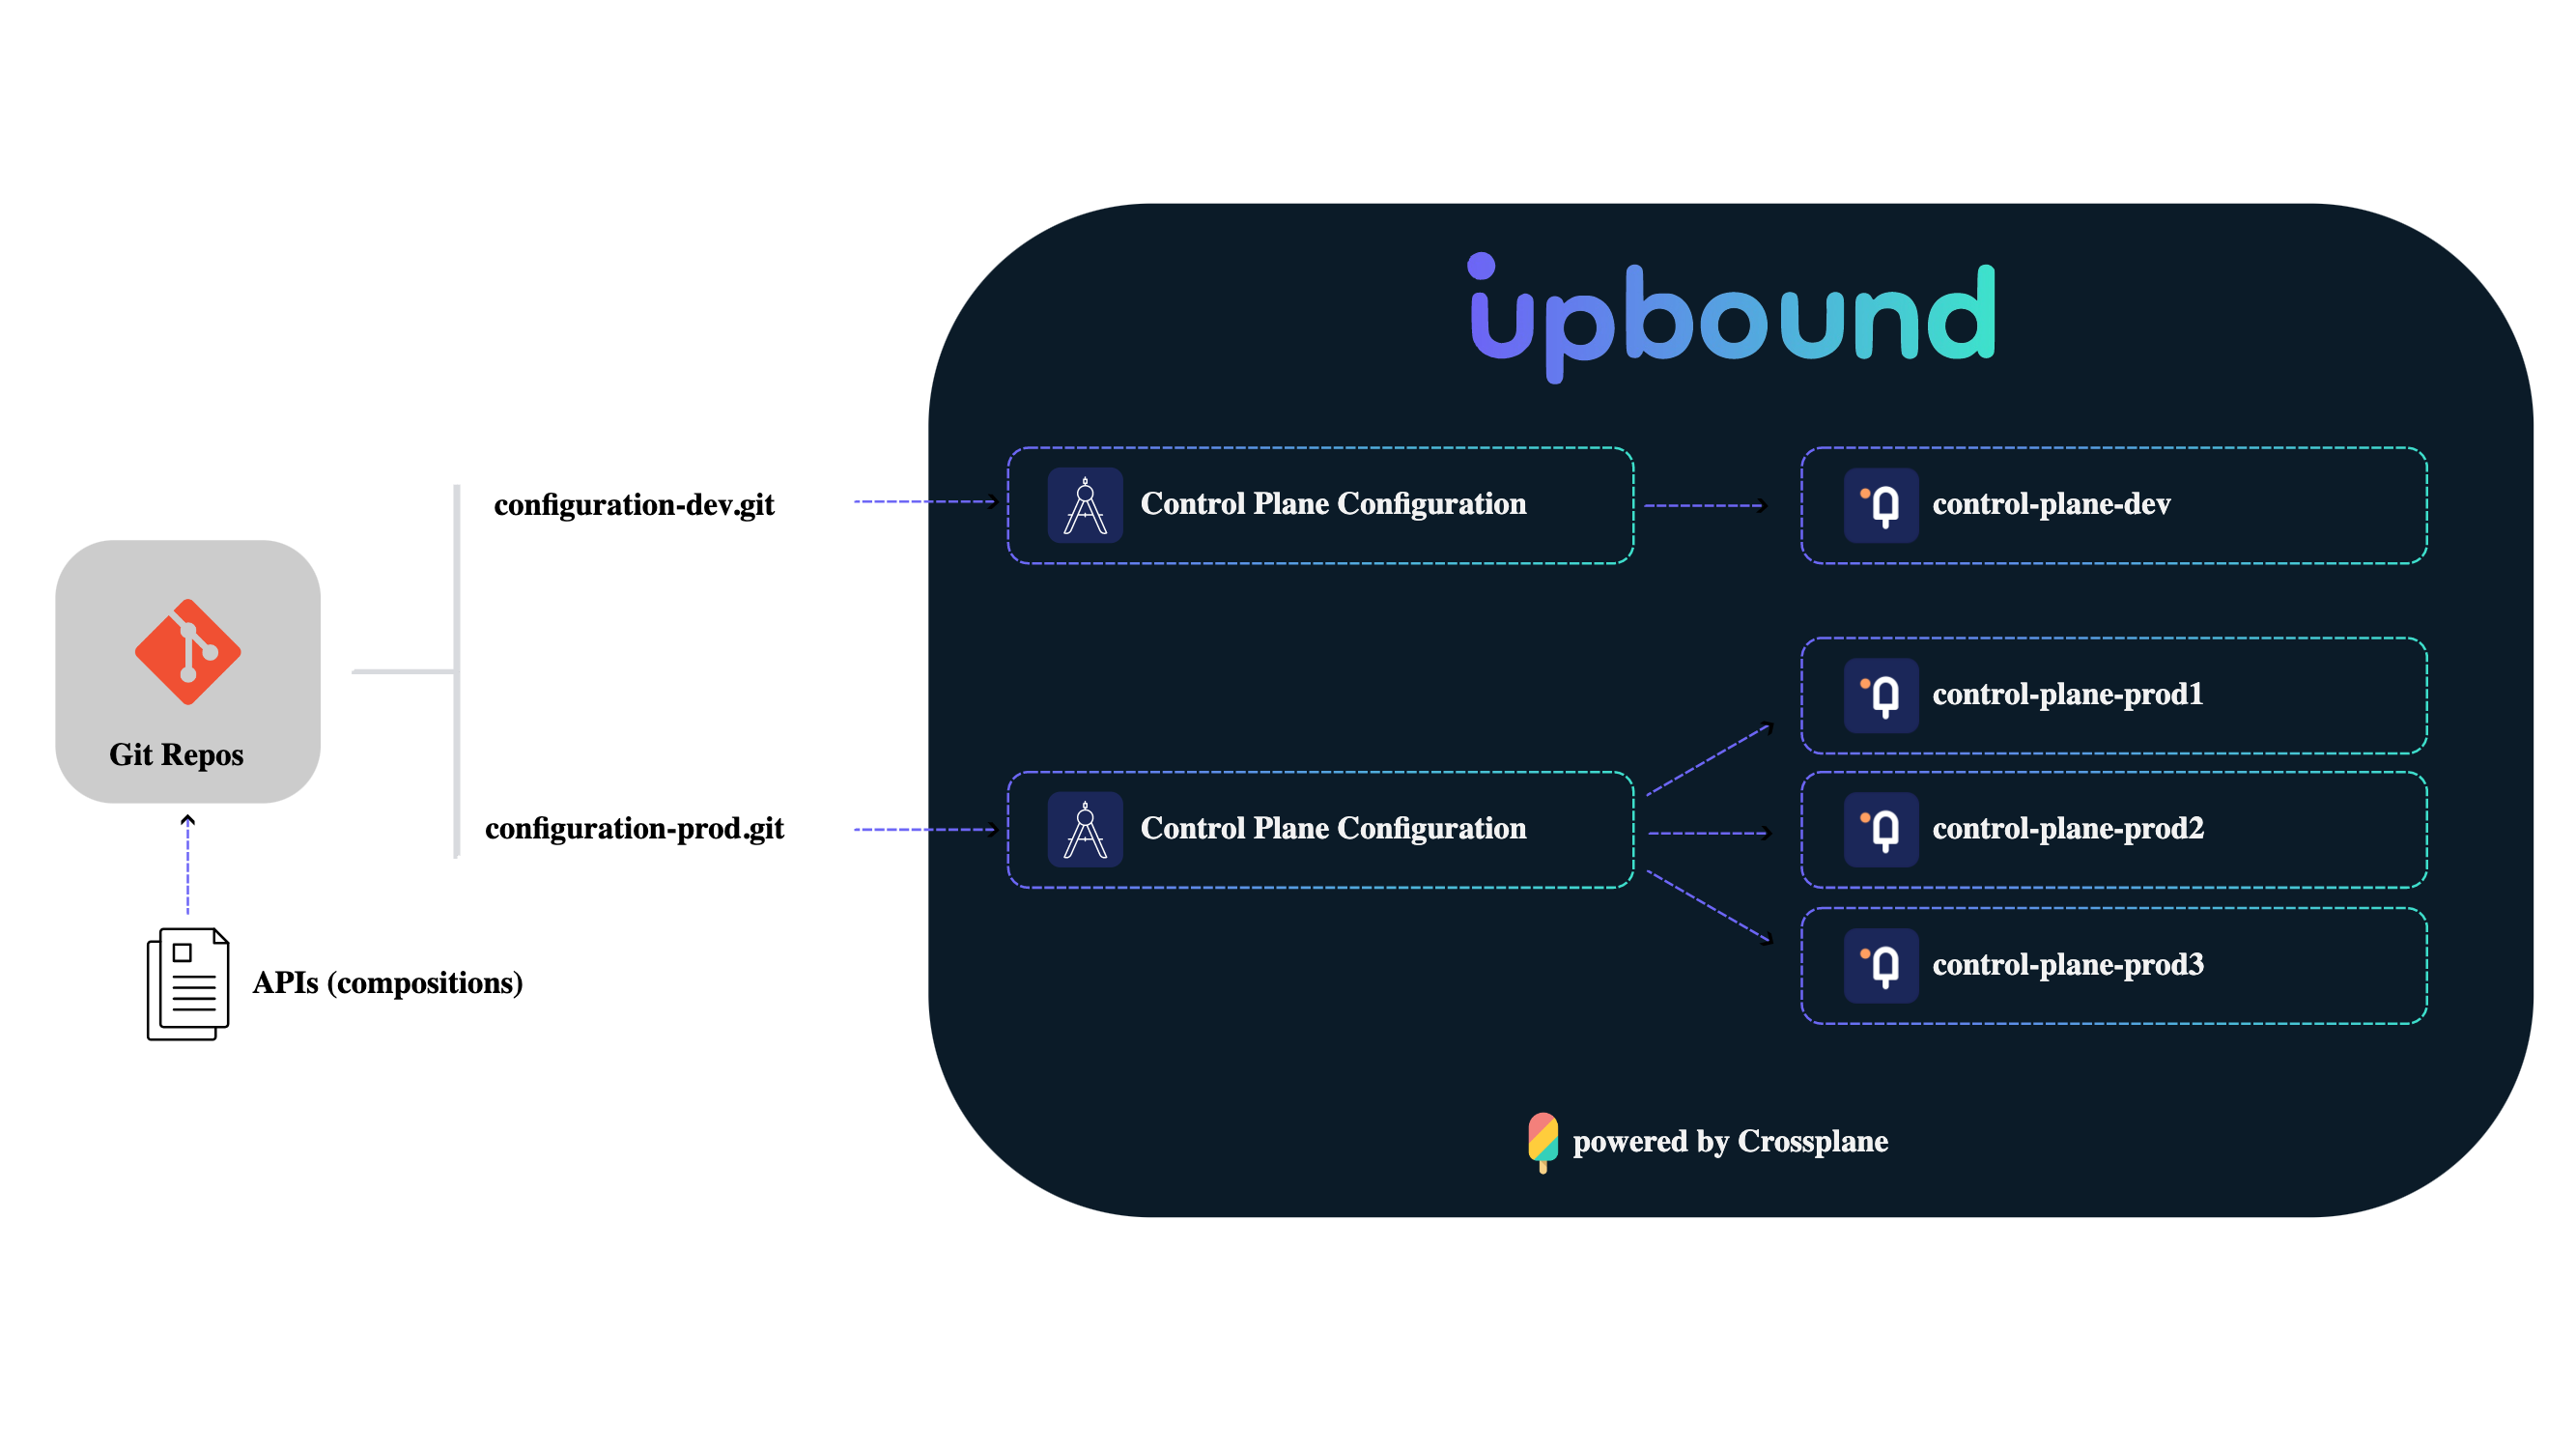 upbound
configuration-dev.git
Control Plane Configuration
control-plane-dev
Git Repos
control-plane-prod1
configuration-prod.git
Control Plane Configuration
control-plane-prod2
control-plane-prod3
APIs (compositions)
powered by Crossplane